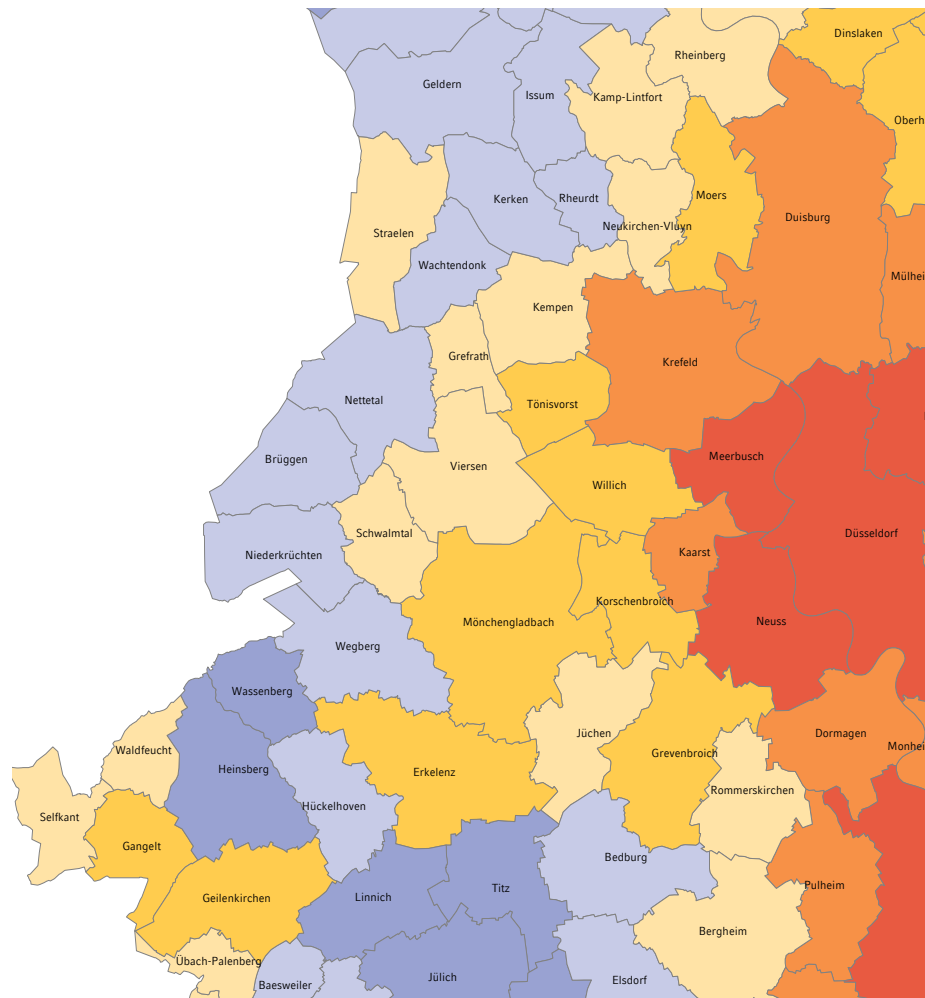 Dinslaken
Rheinberg
Geldern
Issum
Kamp-Lintfort
Oberh
Moers
Kerken
Rheurdt
Duisburg
Neukirchen-Vluyn
Straelen
Wachtendonk
Mülhei
Kempen
Grefrath
Krefeld
Nettetal
Tönisvorst
Brüggen
Viersen
Meerbusch
Willich
Schwalmtal
Düsseldorf
Niederkrüchten
Kaarst
Korschenbroich
Mönchengladbach
Neuss
Wegberg
Wassenberg
Jüchen
Dormagen
Waldfeucht
Grevenbroich
Monhei
Heinsberg
Erkelenz
Rommerskirchen
Hückelhoven
Selfkant
Gangelt
Bedburg
Pulheim
Titz
Linnich
Geilenkirchen
Bergheim
Übach-Palenberg
Jülich
Elsdorf
Baesweiler